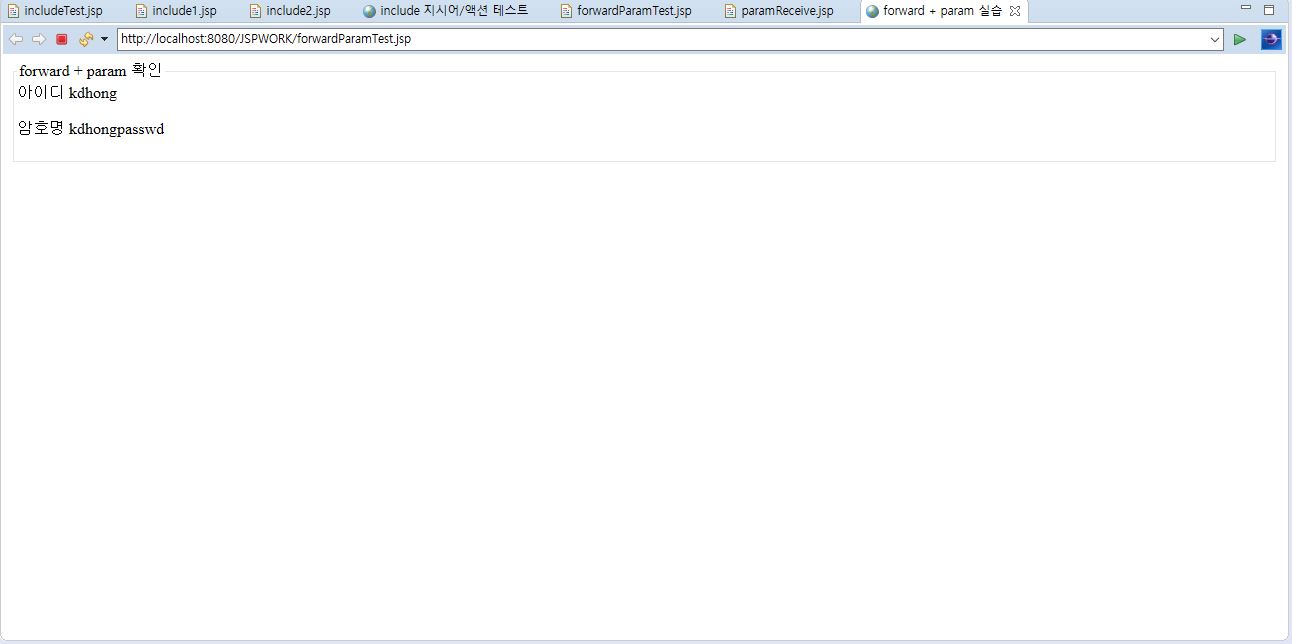 includeTest.jsp include1.jsp include2.jsp include 지시어/액션 테스트 forwardParamTest.jsp paramReceive.jsp forward + param 실습
http://localhost:8080/JSPWORK/forwardParamTest.jsp
forward + param 확인
아이디 kdhong
암호명 kdhongpasswd